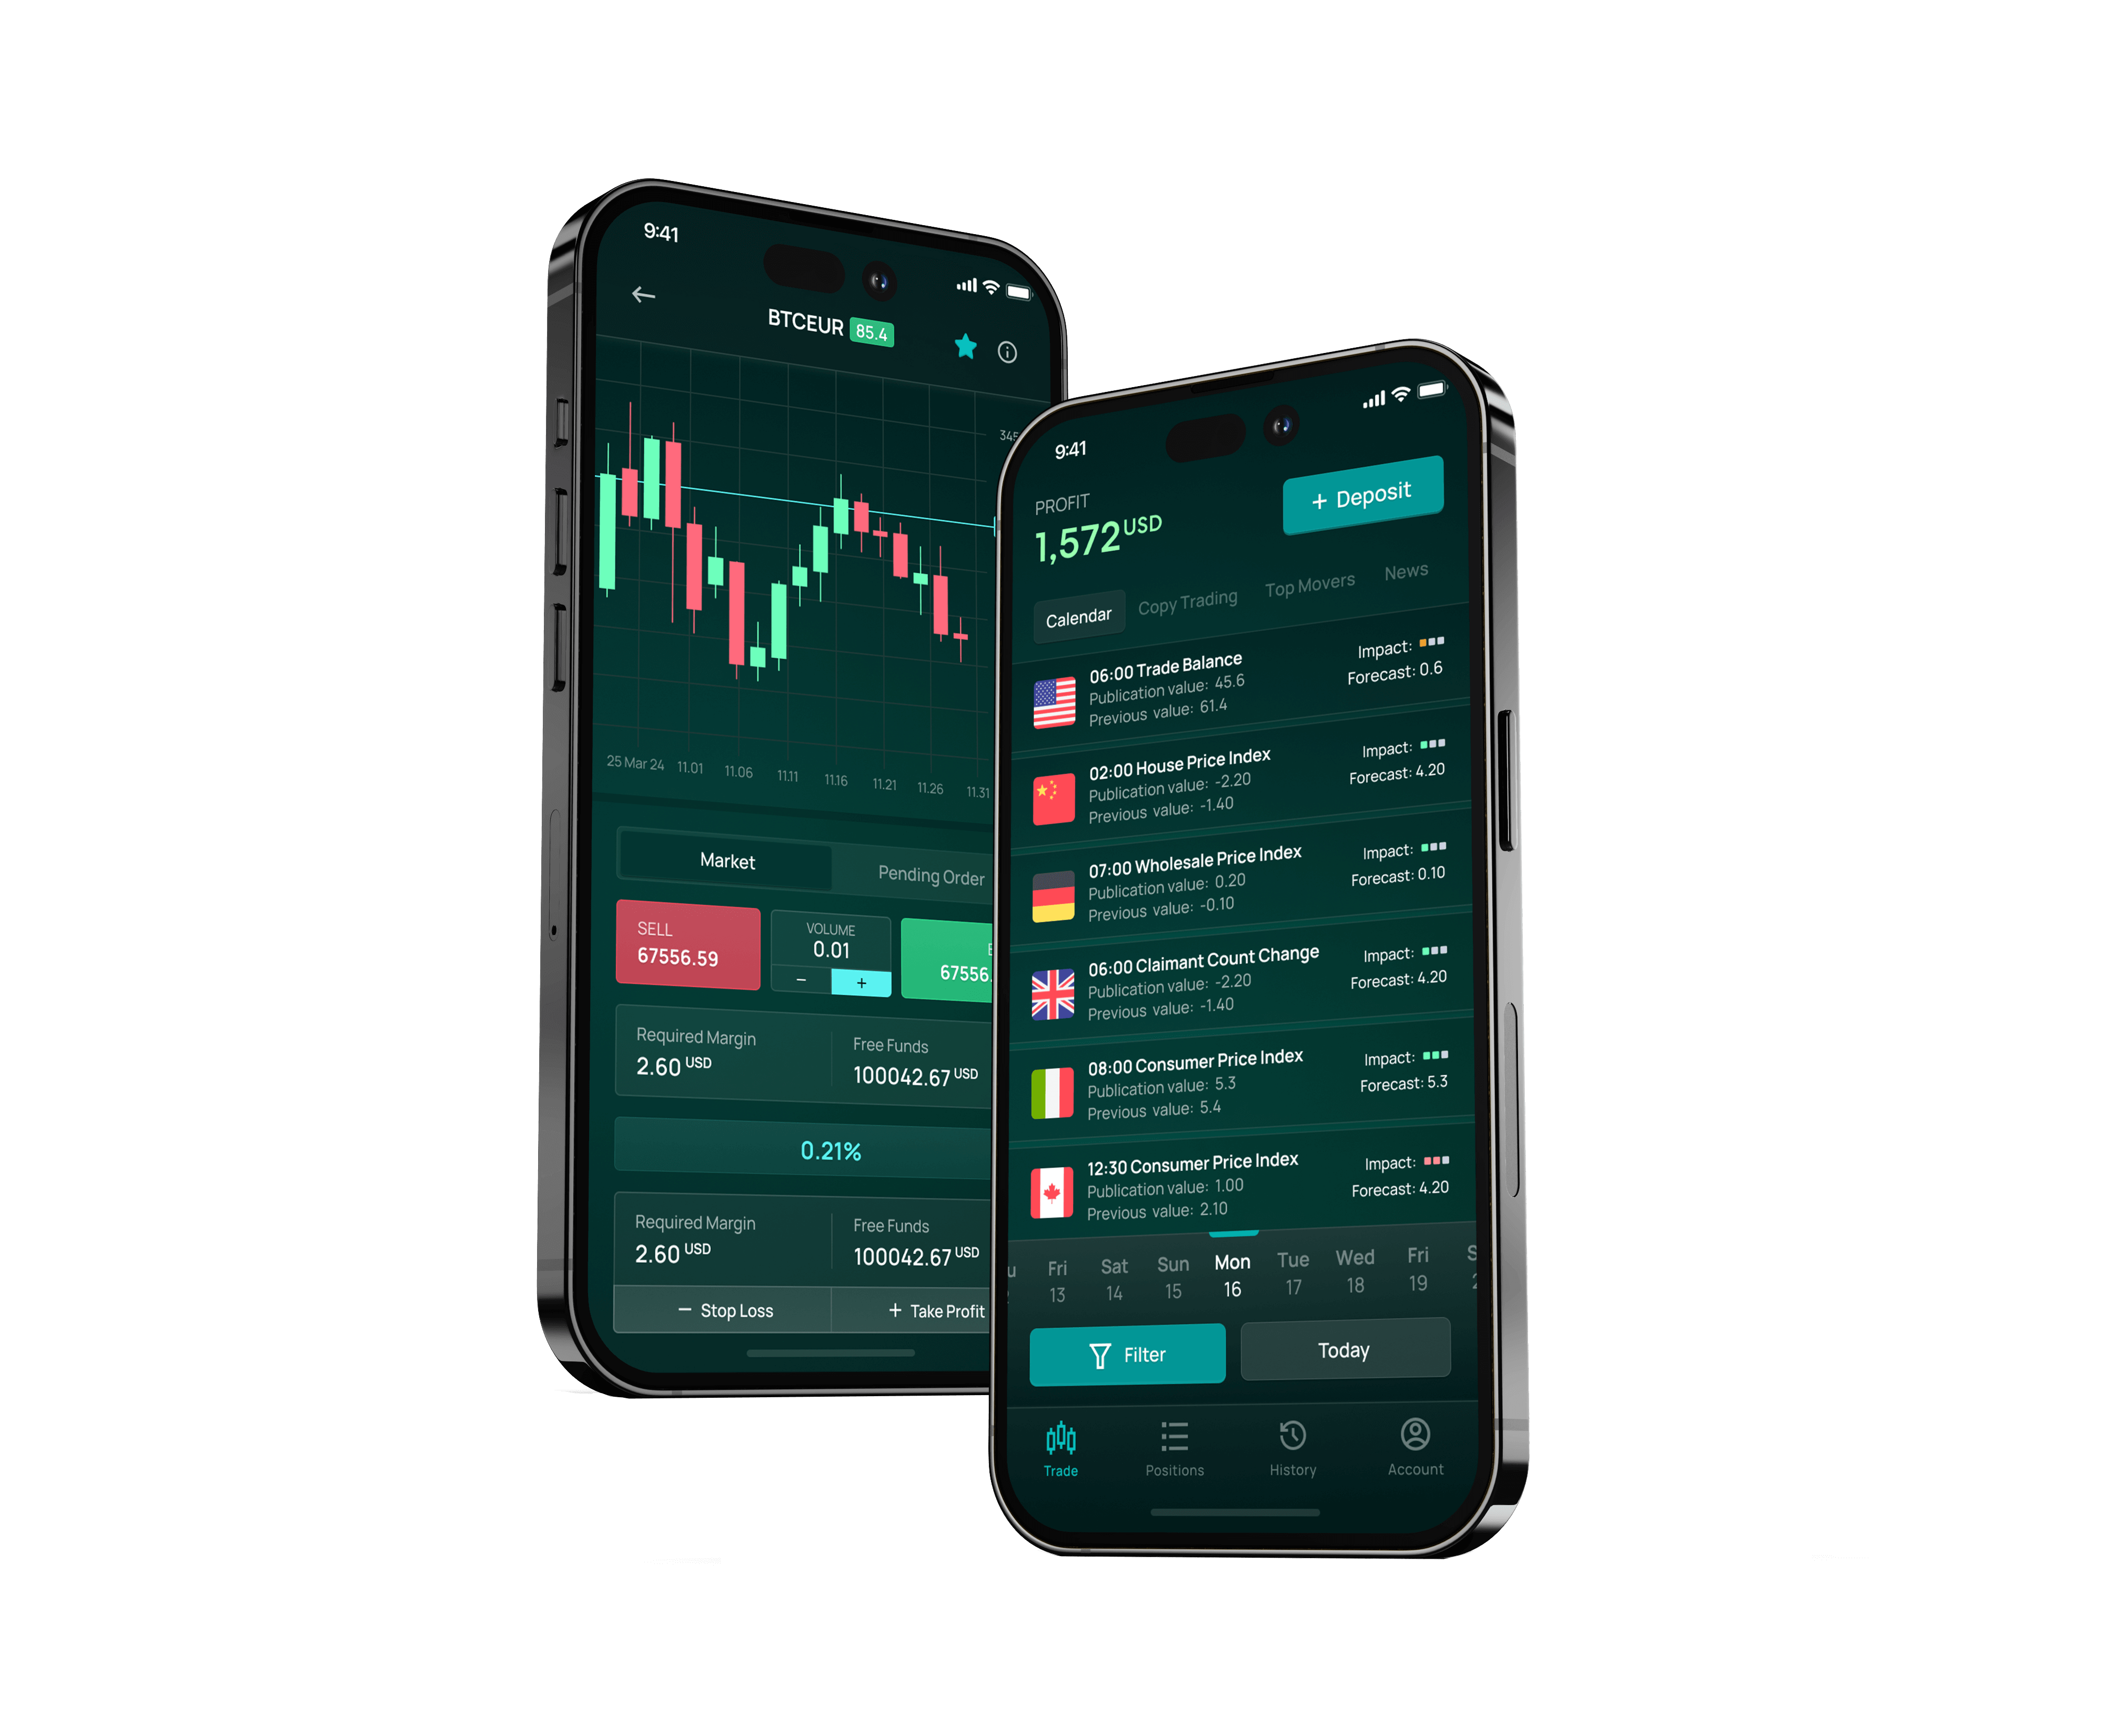 9:41
BTCEUR 85.4
25 Mar 24 11.01 11.06 11.11 11.16 11.21 11.26 11.31
Market Pending Order
SELL
67556.59
VOLUME
0.01
− +
Required Margin
2.60 USD
Free Funds
100042.67 USD
0.21%
Required Margin
2.60 USD
Free Funds
100042.67 USD
− Stop Loss + Take Profit
9:41
PROFIT
1,572 USD
+ Deposit
Calendar Copy Trading Top Movers News
06:00 Trade Balance
Publication value: 45.6
Previous value: 61.4
Impact:
Forecast: 0.6
02:00 House Price Index
Publication value: -2.20
Previous value: -1.40
Impact:
Forecast: 4.20
07:00 Wholesale Price Index
Publication value: 0.20
Previous value: -0.10
Impact:
Forecast: 0.10
06:00 Claimant Count Change
Publication value: -2.20
Previous value: -1.40
Impact:
Forecast: 4.20
08:00 Consumer Price Index
Publication value: 5.3
Previous value: 5.4
Impact:
Forecast: 5.3
12:30 Consumer Price Index
Publication value: 1.00
Previous value: 2.10
Impact:
Forecast: 4.20
Fri Sat Sun Mon Tue Wed Fri
13 14 15 16 17 18 19
Filter
Today
Trade Positions History Account